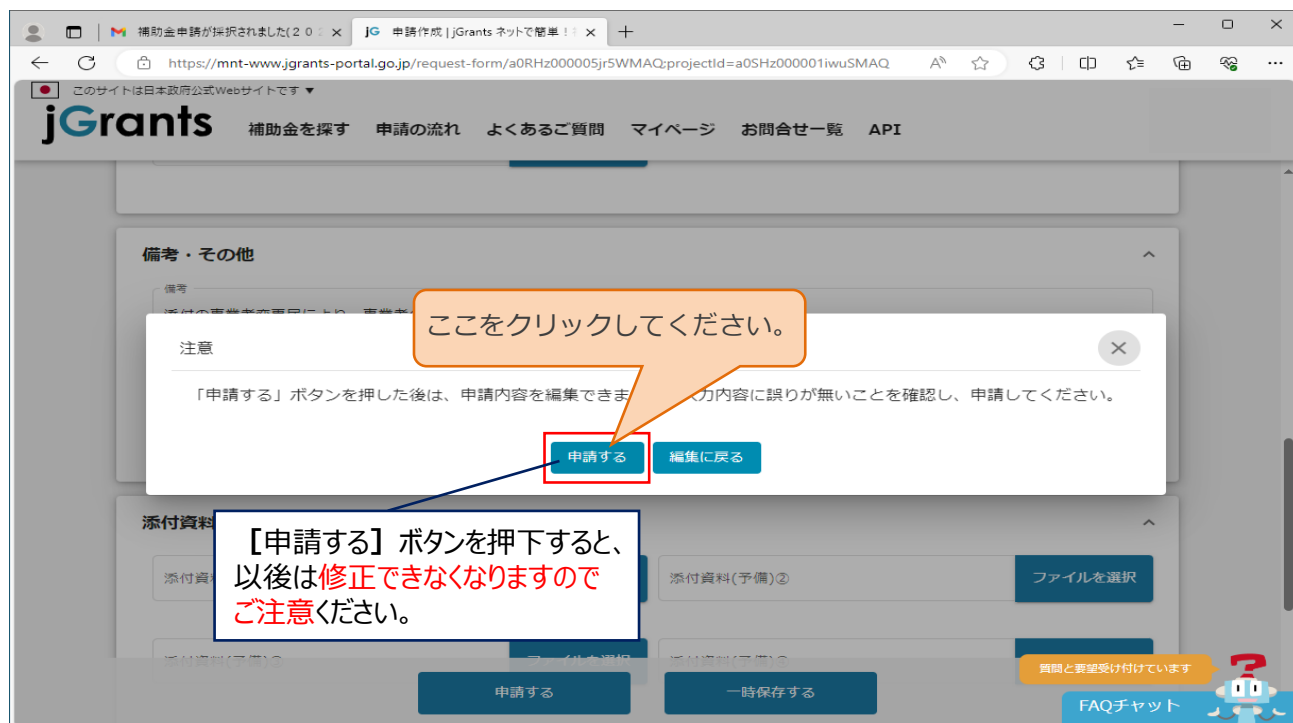 補助金申請が採択されました(２０
jG 申請作成 | jGrants ネットで簡単！
https://mnt-www.jgrants-portal.go.jp/request-form/a0RHz000005jr5WMAQ;projectId=a0SHz000001iwuSMAQ
このサイトは日本政府公式Webサイトです ▼
jGrants 補助金を探す 申請の流れ よくあるご質問 マイページ お問合せ一覧 API
備考・その他
備考
ここをクリックしてください。
注意
「申請する」ボタンを押した後は、申請内容を編集できま 力内容に誤りが無いことを確認し、申請してください。
申請する 編集に戻る
添付資料
【申請する】ボタンを押下すると、
以後は修正できなくなりますので
ご注意ください。
添付資 添付資料(予備)② ファイルを選択
申請する 一時保存する
質問と要望受け付けています
FAQチャット